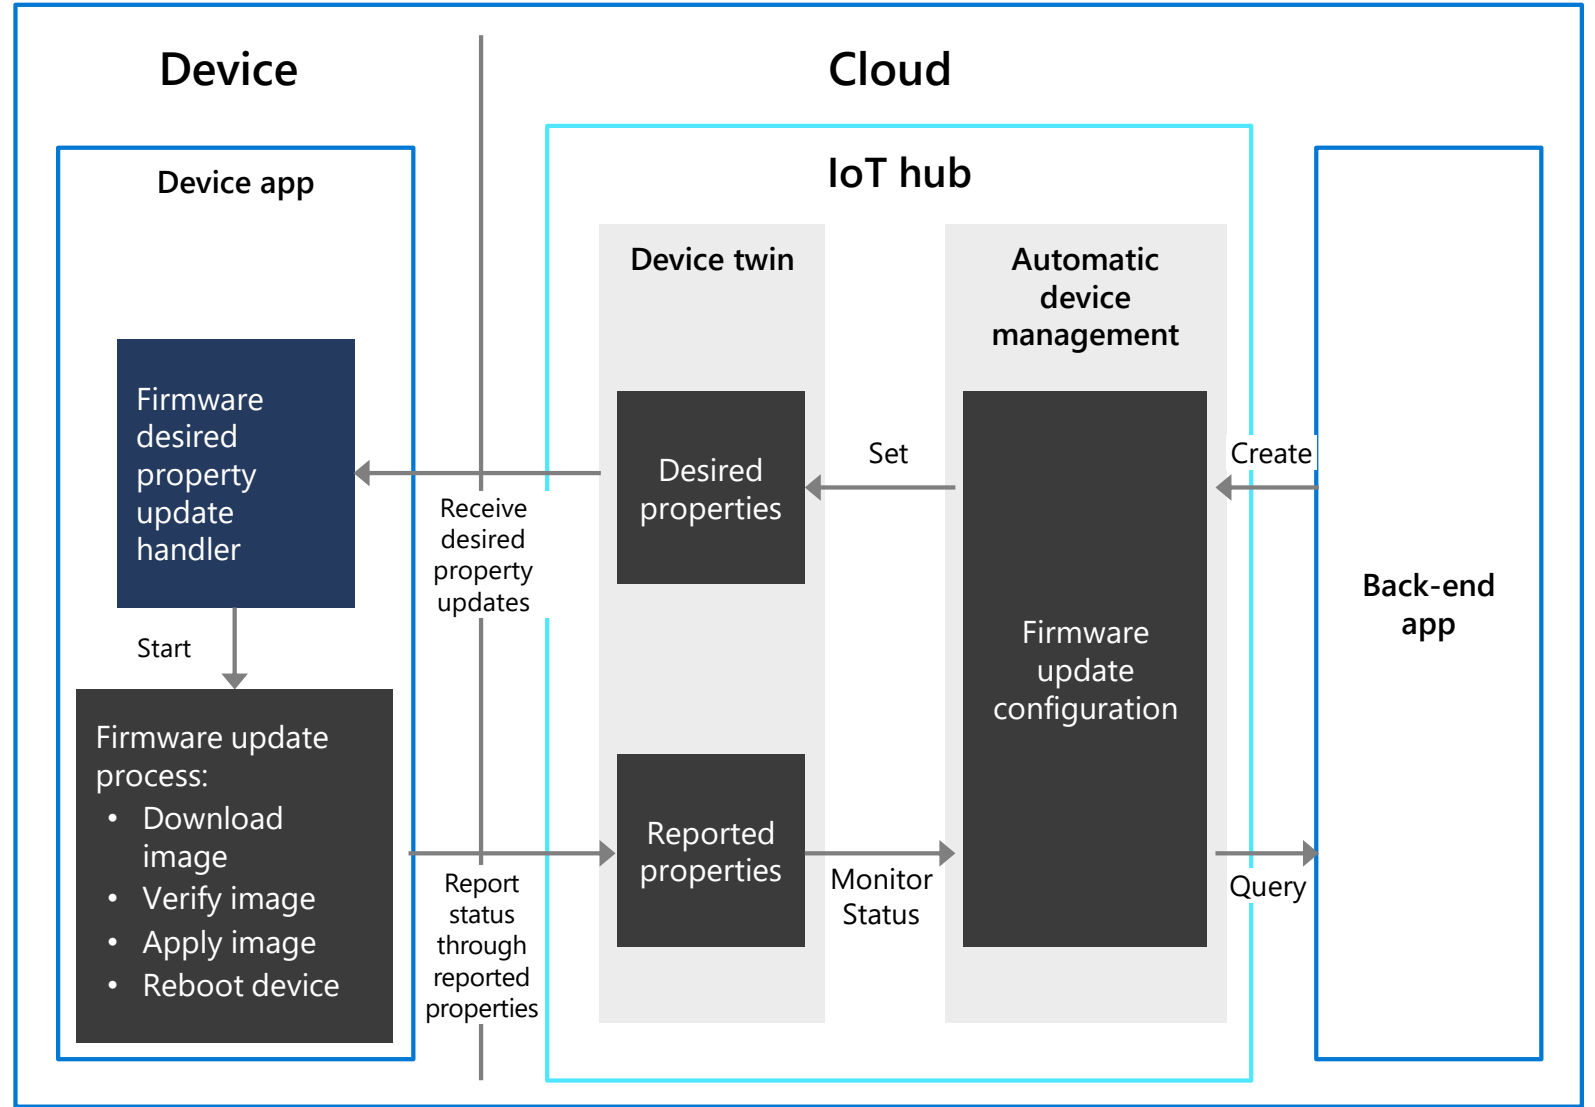 Device
Cloud
Device app
IoT hub
Device twin
Automatic
device
management
Firmware
desired
property
update
handler
Desired
properties
Set
Create
Receive
desired
property
updates
Start
Firmware
update
configuration
Back-end
app
Firmware update
process:
• Download
image
• Verify image
• Apply image
• Reboot device
Reported
properties
Report
status
through
reported
properties
Monitor
Status
Query